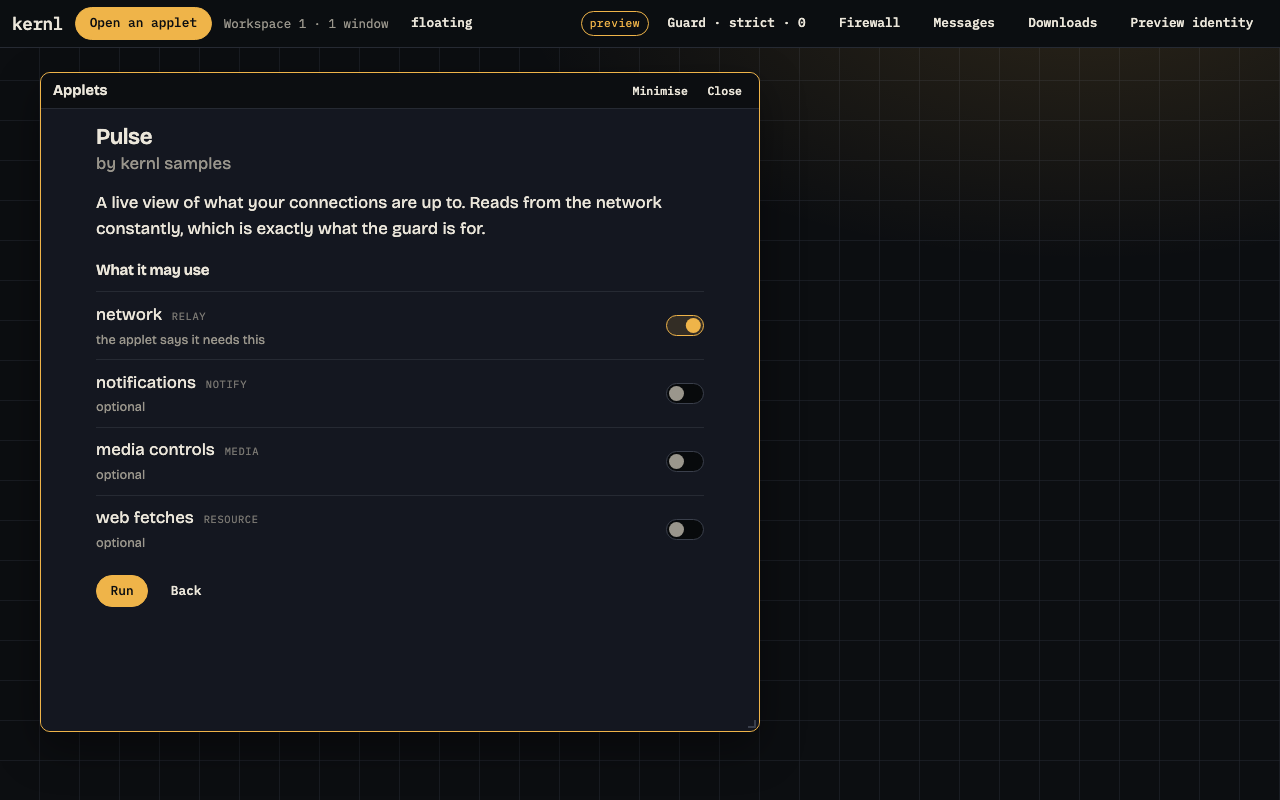 kernl
Open an applet
Workspace 1 · 1 window
floating
preview
Guard · strict · 0
Firewall
Messages
Downloads
Preview identity
Applets
Minimise
Close
Pulse
by kernl samples
A live view of what your connections are up to. Reads from the network
constantly, which is exactly what the guard is for.
What it may use
network RELAY
the applet says it needs this
notifications NOTIFY
optional
media controls MEDIA
optional
web fetches RESOURCE
optional
Run
Back